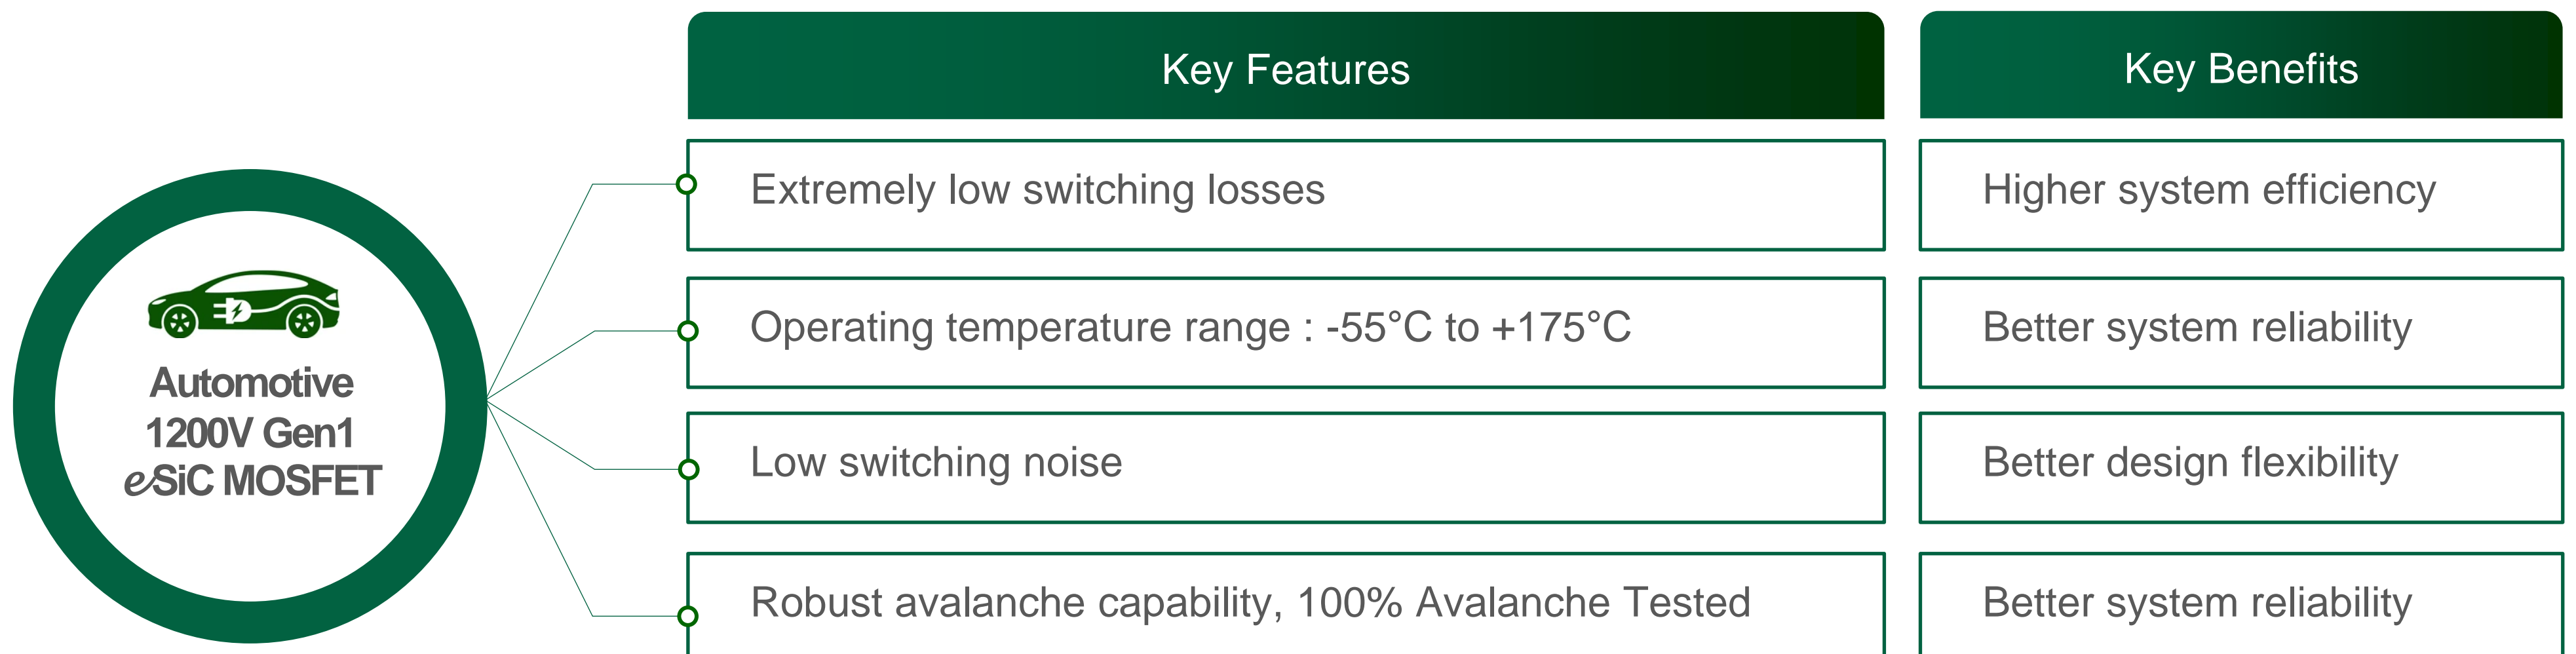 Key Features
Key Benefits
Automotive
1200V Gen1
eSiC MOSFET
Extremely low switching losses
Higher system efficiency
Operating temperature range : -55°C to +175°C
Better system reliability
Low switching noise
Better design flexibility
Robust avalanche capability, 100% Avalanche Tested
Better system reliability